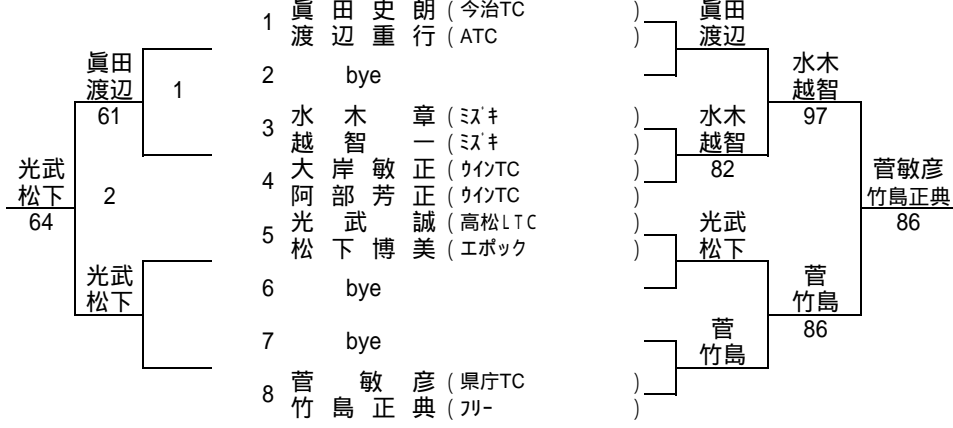 1 眞田史朗 ( 今治TC )
渡辺重行 ( ATC )
2 bye
3 水木 章 ( ﾐｽﾞｷ )
越智 一 ( ﾐｽﾞｷ )
4 大岸敏正 ( ｳｲﾝTC )
阿部芳正 ( ｳｲﾝTC )
5 光武 誠 ( 高松LTC )
松下博美 ( エポック )
6 bye
7 bye
8 菅 敏彦 ( 県庁TC )
竹島正典 ( ﾌﾘｰ )
眞田
渡辺
水木
越智
82
光武
松下
菅
竹島
水木
越智
97
菅
竹島
86
菅敏彦
竹島正典
86
眞田
渡辺
61
1
光武
松下
64
2
光武
松下